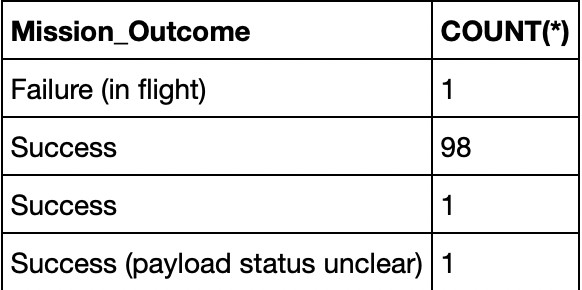 Mission_Outcome COUNT(*)
Failure (in flight) 1
Success 98
Success 1
Success (payload status unclear) 1